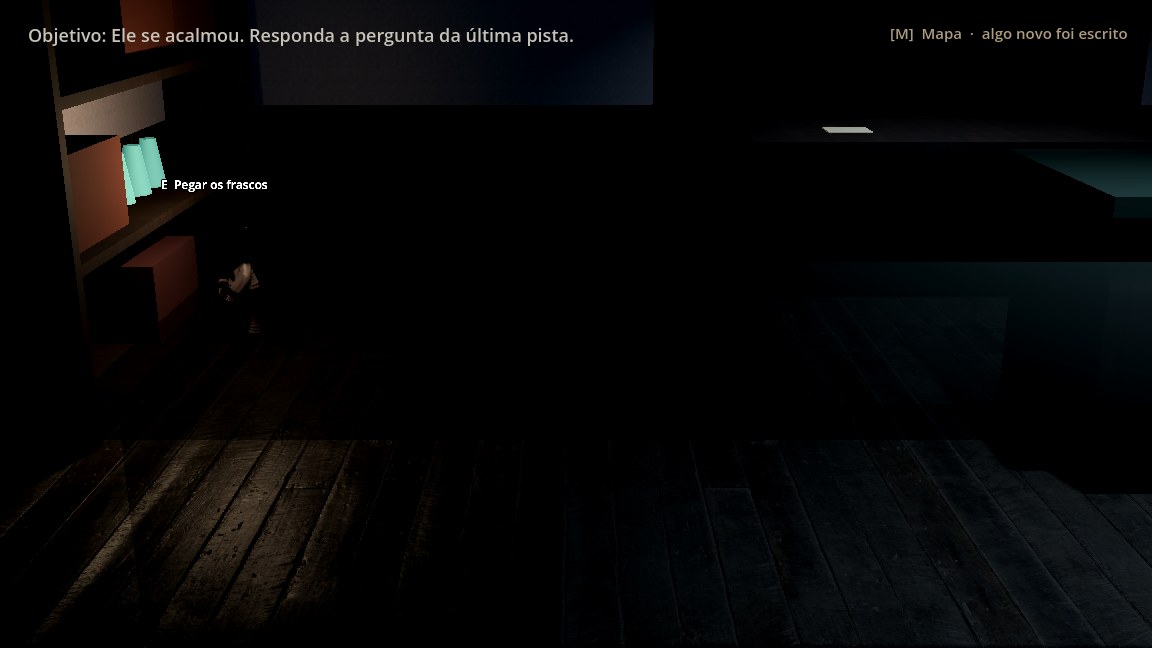 Objetivo: Ele se acalmou. Responda a pergunta da última pista.
[M] Mapa · algo novo foi escrito
E Pegar os frascos